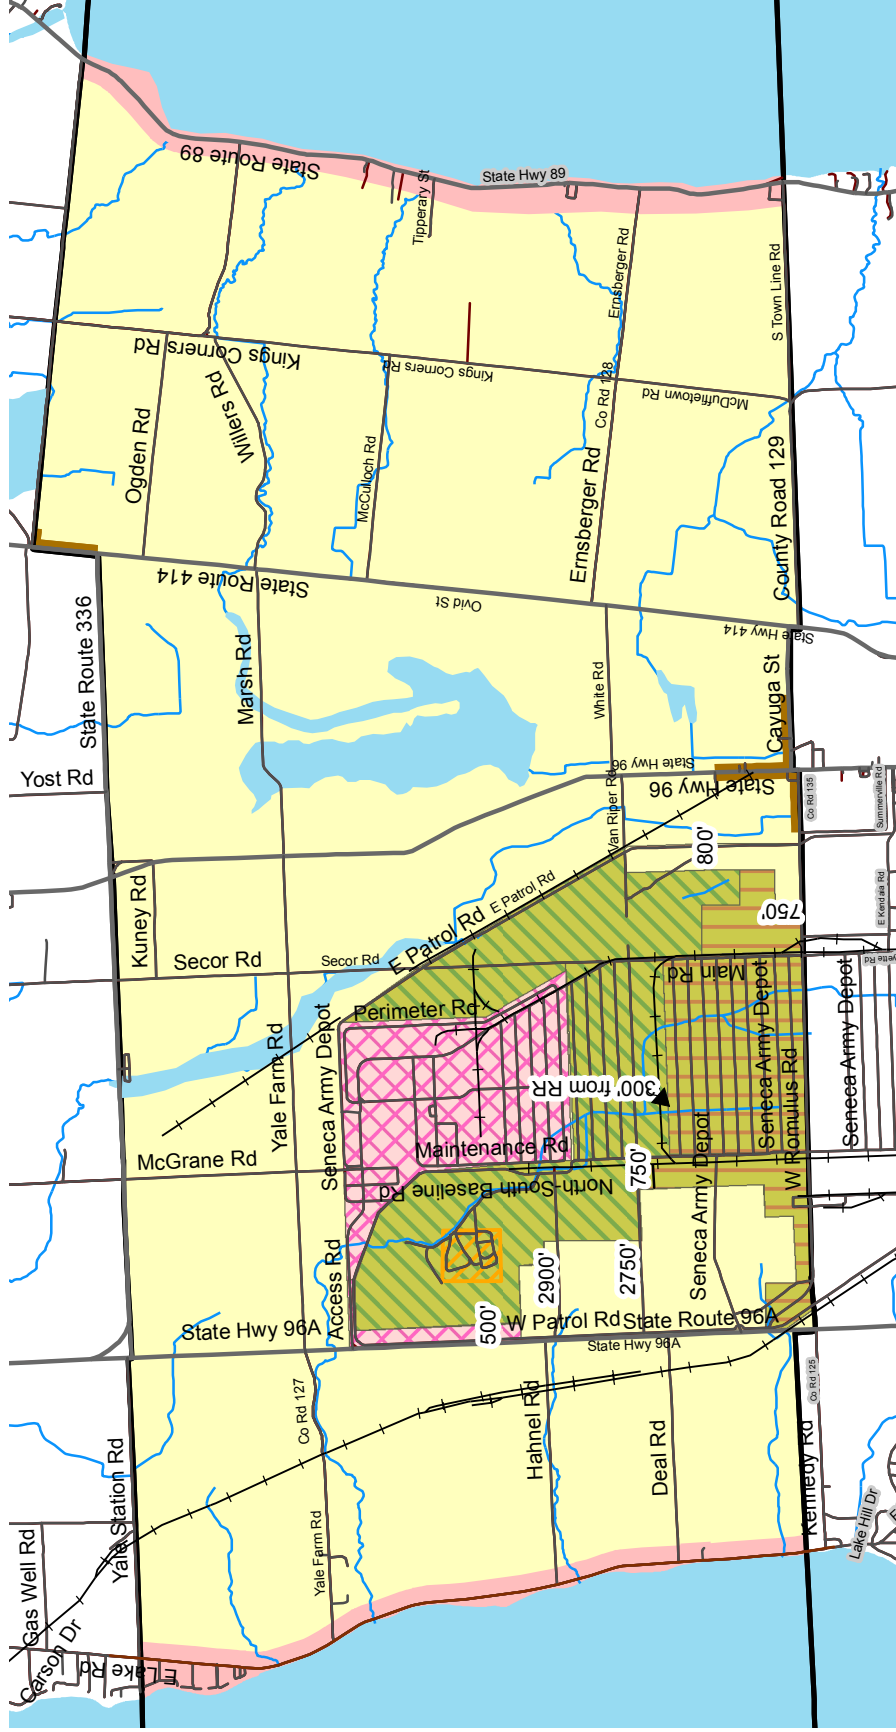 State Route 89
State Hwy 89
Tipperary St
Ernsberger Rd
S Town Line Rd
Kings Corners Rd
Kings Corners Rd
Co Rd 128
McDuffietown Rd
Ogden Rd
Willers Rd
McCulloch Rd
Ernsberger Rd
County Road 129
State Route 414
Ovid St
State Hwy 414
State Route 336
Marsh Rd
White Rd
Cayuga St
Yost Rd
State Hwy 96
State Hwy 96
Van Riper Rd
Co Rd 135
Summerville Rd
800'
Kuney Rd
Secor Rd
Secor Rd
E Patrol Rd
E Patrol Rd
750'
E Kendaia Rd
Main Rd
Perimeter Rd
Yale Farm Rd
Seneca Army Depot
Seneca Army Depot
Seneca Army Depot
300' from RR
McGrane Rd
Maintenance Rd
W Romulus Rd
750'
North-South Baseline Rd
Seneca Army Depot
Access Rd
2900'
2750'
500'
State Hwy 96A
W Patrol Rd
State Route 96A
State Hwy 96A
Co Rd 127
Co Rd 125
Hahnel Rd
Deal Rd
Kennedy Rd
Yale Station Rd
Gas Well Rd
Yale Farm Rd
Lake Hill Dr
Carson Dr
E Lake Rd